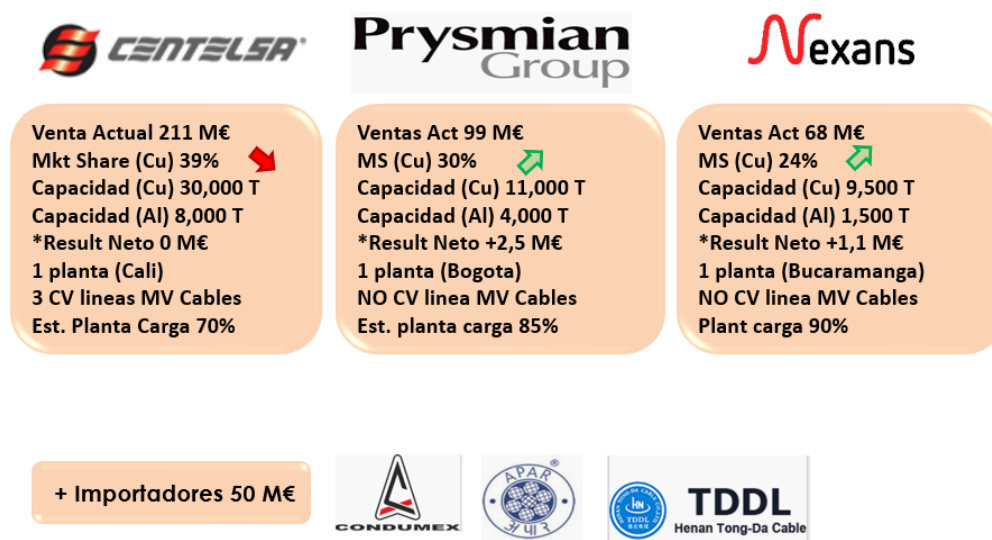 CENTELSA
Prysmian
Group
Nexans
Venta Actual 211 M€
Mkt Share (Cu) 39%
Capacidad (Cu) 30,000 T
Capacidad (Al) 8,000 T
*Result Neto 0 M€
1 planta (Cali)
3 CV lineas MV Cables
Est. Planta Carga 70%
Ventas Act 99 M€
MS (Cu) 30%
Capacidad (Cu) 11,000 T
Capacidad (Al) 4,000 T
*Result Neto +2,5 M€
1 planta (Bogota)
NO CV linea MV Cables
Est. planta carga 85%
Ventas Act 68 M€
MS (Cu) 24%
Capacidad (Cu) 9,500 T
Capacidad (Al) 1,500 T
*Result Neto +1,1 M€
1 planta (Bucaramanga)
NO CV linea MV Cables
Plant carga 90%
+ Importadores 50 M€
CONDUMEX
APAR ®
अपार
HN
TDDL
TDDL
Henan Tong-Da Cable